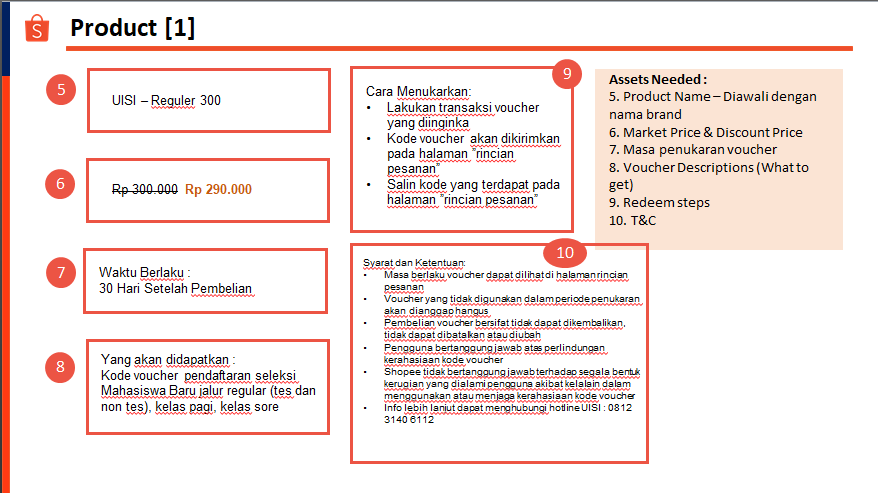 Product [1]
5
UISI – Reguler 300
6
Rp 300.000 Rp 290.000
7
Waktu Berlaku :
30 Hari Setelah Pembelian
8
Yang akan didapatkan :
Kode voucher pendaftaran seleksi
Mahasiswa Baru jalur regular (tes dan
non tes), kelas pagi, kelas sore
9
Cara Menukarkan:
• Lakukan transaksi voucher
yang diinginka
• Kode voucher akan dikirimkan
pada halaman "rincian
pesanan"
• Salin kode yang terdapat pada
halaman "rincian pesanan"
10
Syarat dan Ketentuan:
• Masa berlaku voucher dapat dilihat di halaman rincian
pesanan
• Voucher yang tidak digunakan dalam periode penukaran
akan dianggap hangus
• Pembelian voucher bersifat tidak dapat dikembalikan,
tidak dapat dibatalkan atau diubah
• Pengguna bertanggung jawab atas perlindungan
kerahasiaan kode voucher
• Shopee tidak bertanggung jawab terhadap segala bentuk
kerugian yang dialami pengguna akibat kelalain dalam
menggunakan atau menjaga kerahasiaan kode voucher
• Info lebih lanjut dapat menghubungi hotline UISI : 0812
3140 6112
Assets Needed :
5. Product Name – Diawali dengan
nama brand
6. Market Price & Discount Price
7. Masa penukaran voucher
8. Voucher Descriptions (What to
get)
9. Redeem steps
10. T&C